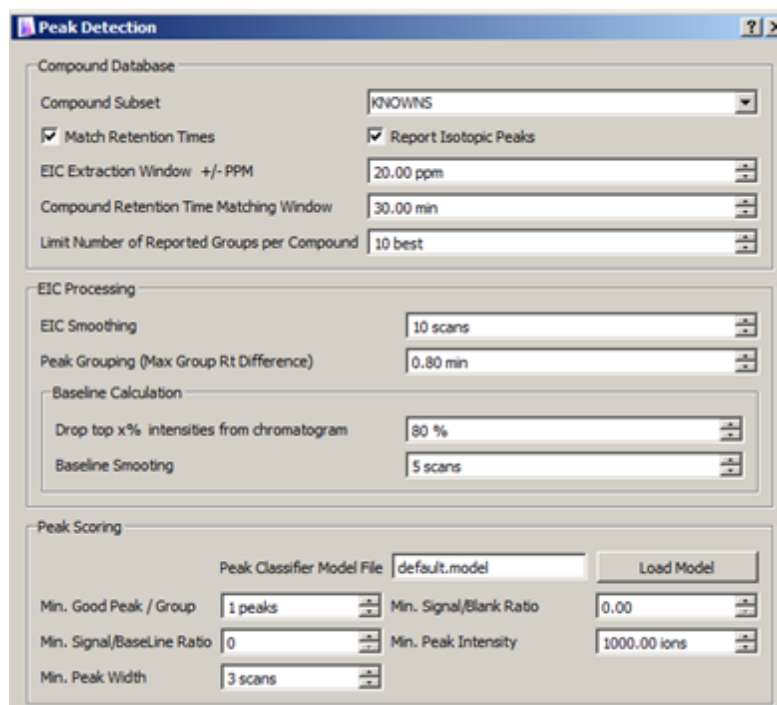 Peak Detection
Compound Database
Compound Subset KNOWNS
Match Retention Times Report Isotopic Peaks
EIC Extraction Window +/- PPM 20.00 ppm
Compound Retention Time Matching Window 30.00 min
Limit Number of Reported Groups per Compound 10 best
EIC Processing
EIC Smoothing 10 scans
Peak Grouping (Max Group Rt Difference) 0.80 min
Baseline Calculation
Drop top x% intensities from chromatogram 80 %
Baseline Smooting 5 scans
Peak Scoring
Peak Classifier Model File default.model Load Model
Min. Good Peak / Group 1 peaks Min. Signal/Blank Ratio 0.00
Min. Signal/BaseLine Ratio 0 Min. Peak Intensity 1000.00 ions
Min. Peak Width 3 scans